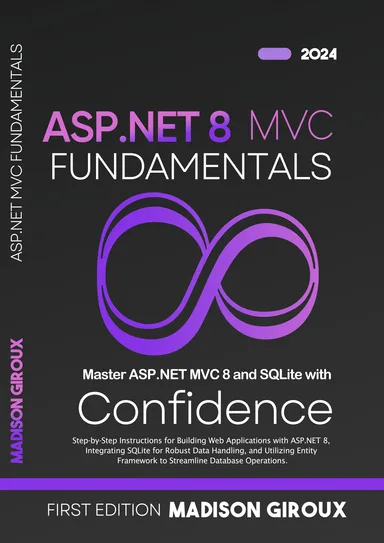 2024
ASP.NET 8 MVC
FUNDAMENTALS
Master ASP.NET MVC 8 and SQLite with
Confidence
Step-by-Step Instructions for Building Web Applications with ASP.NET 8,
Integrating SQLite for Robust Data Handling, and Utilizing Entity
Framework to Streamline Database Operations.
FIRST EDITION MADISON GIROUX
ASP.NET MVC FUNDAMENTALS
MADISON GIROUX